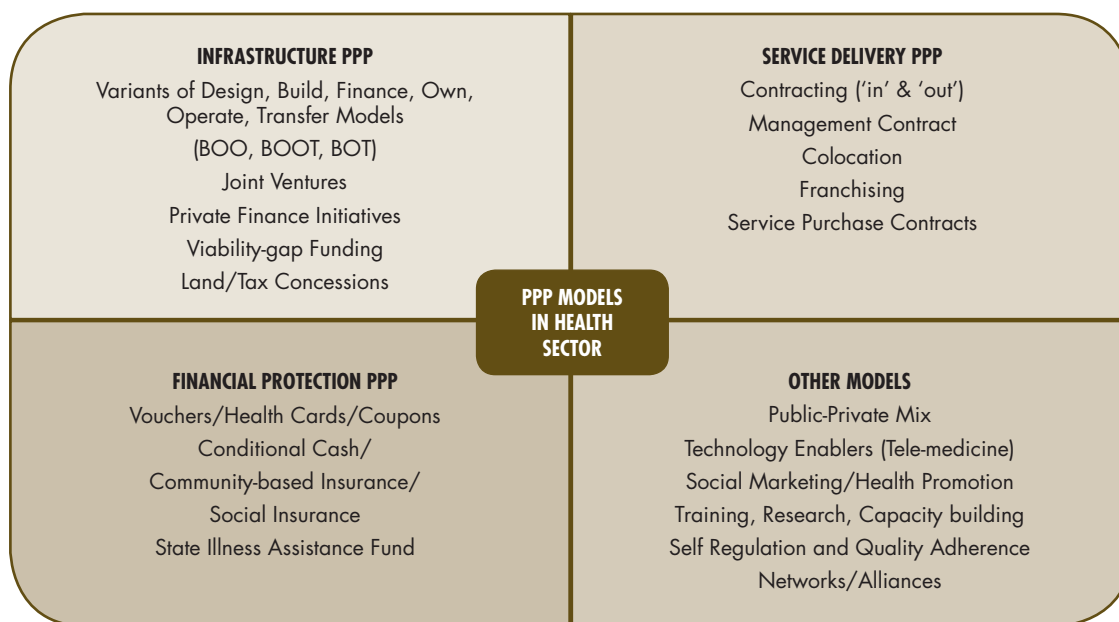 INFRASTRUCTURE PPP
Variants of Design, Build, Finance, Own,
Operate, Transfer Models
(BOO, BOOT, BOT)
Joint Ventures
Private Finance Initiatives
Viability-gap Funding
Land/Tax Concessions
SERVICE DELIVERY PPP
Contracting (‘in’ & ‘out’)
Management Contract
Colocation
Franchising
Service Purchase Contracts
PPP MODELS
IN HEALTH
SECTOR
FINANCIAL PROTECTION PPP
Vouchers/Health Cards/Coupons
Conditional Cash/
Community-based Insurance/
Social Insurance
State Illness Assistance Fund
OTHER MODELS
Public-Private Mix
Technology Enablers (Tele-medicine)
Social Marketing/Health Promotion
Training, Research, Capacity building
Self Regulation and Quality Adherence
Networks/Alliances